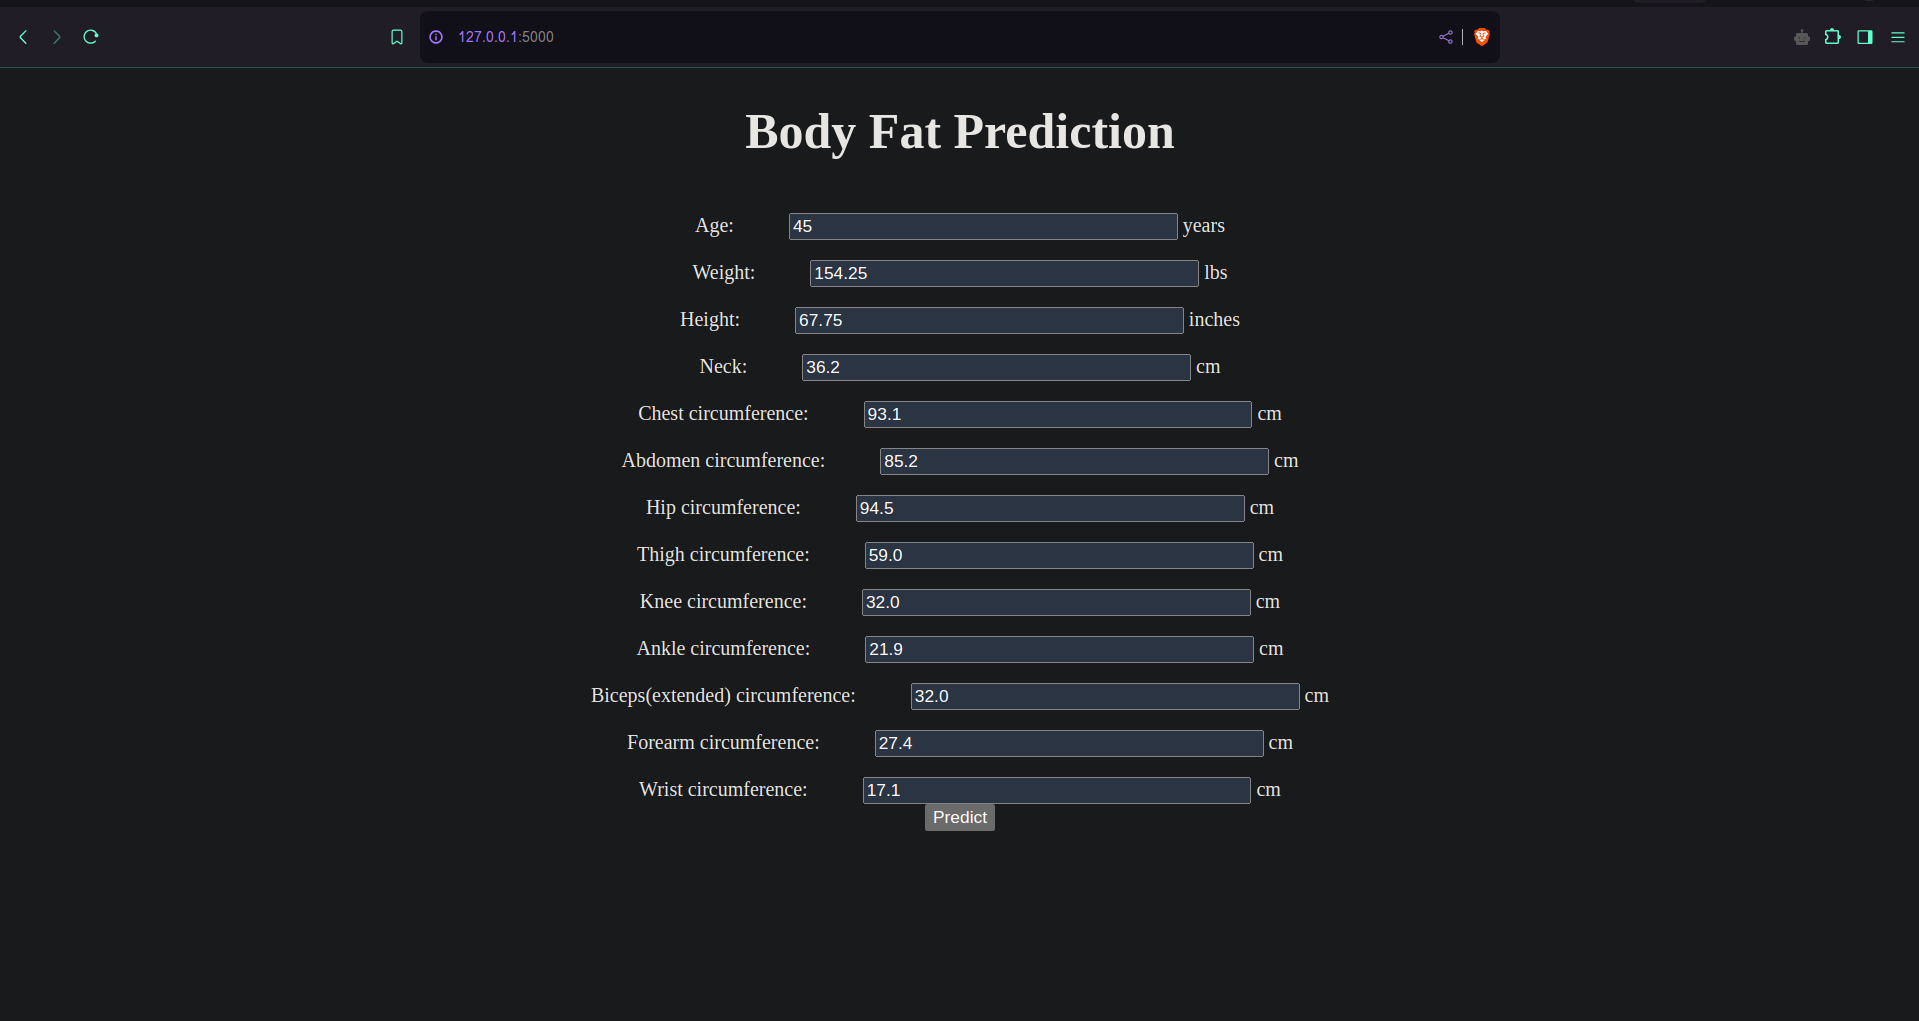 127.0.0.1:5000
Body Fat Prediction
Age: 45 years
Weight: 154.25 lbs
Height: 67.75 inches
Neck: 36.2 cm
Chest circumference: 93.1 cm
Abdomen circumference: 85.2 cm
Hip circumference: 94.5 cm
Thigh circumference: 59.0 cm
Knee circumference: 32.0 cm
Ankle circumference: 21.9 cm
Biceps(extended) circumference: 32.0 cm
Forearm circumference: 27.4 cm
Wrist circumference: 17.1 cm
Predict